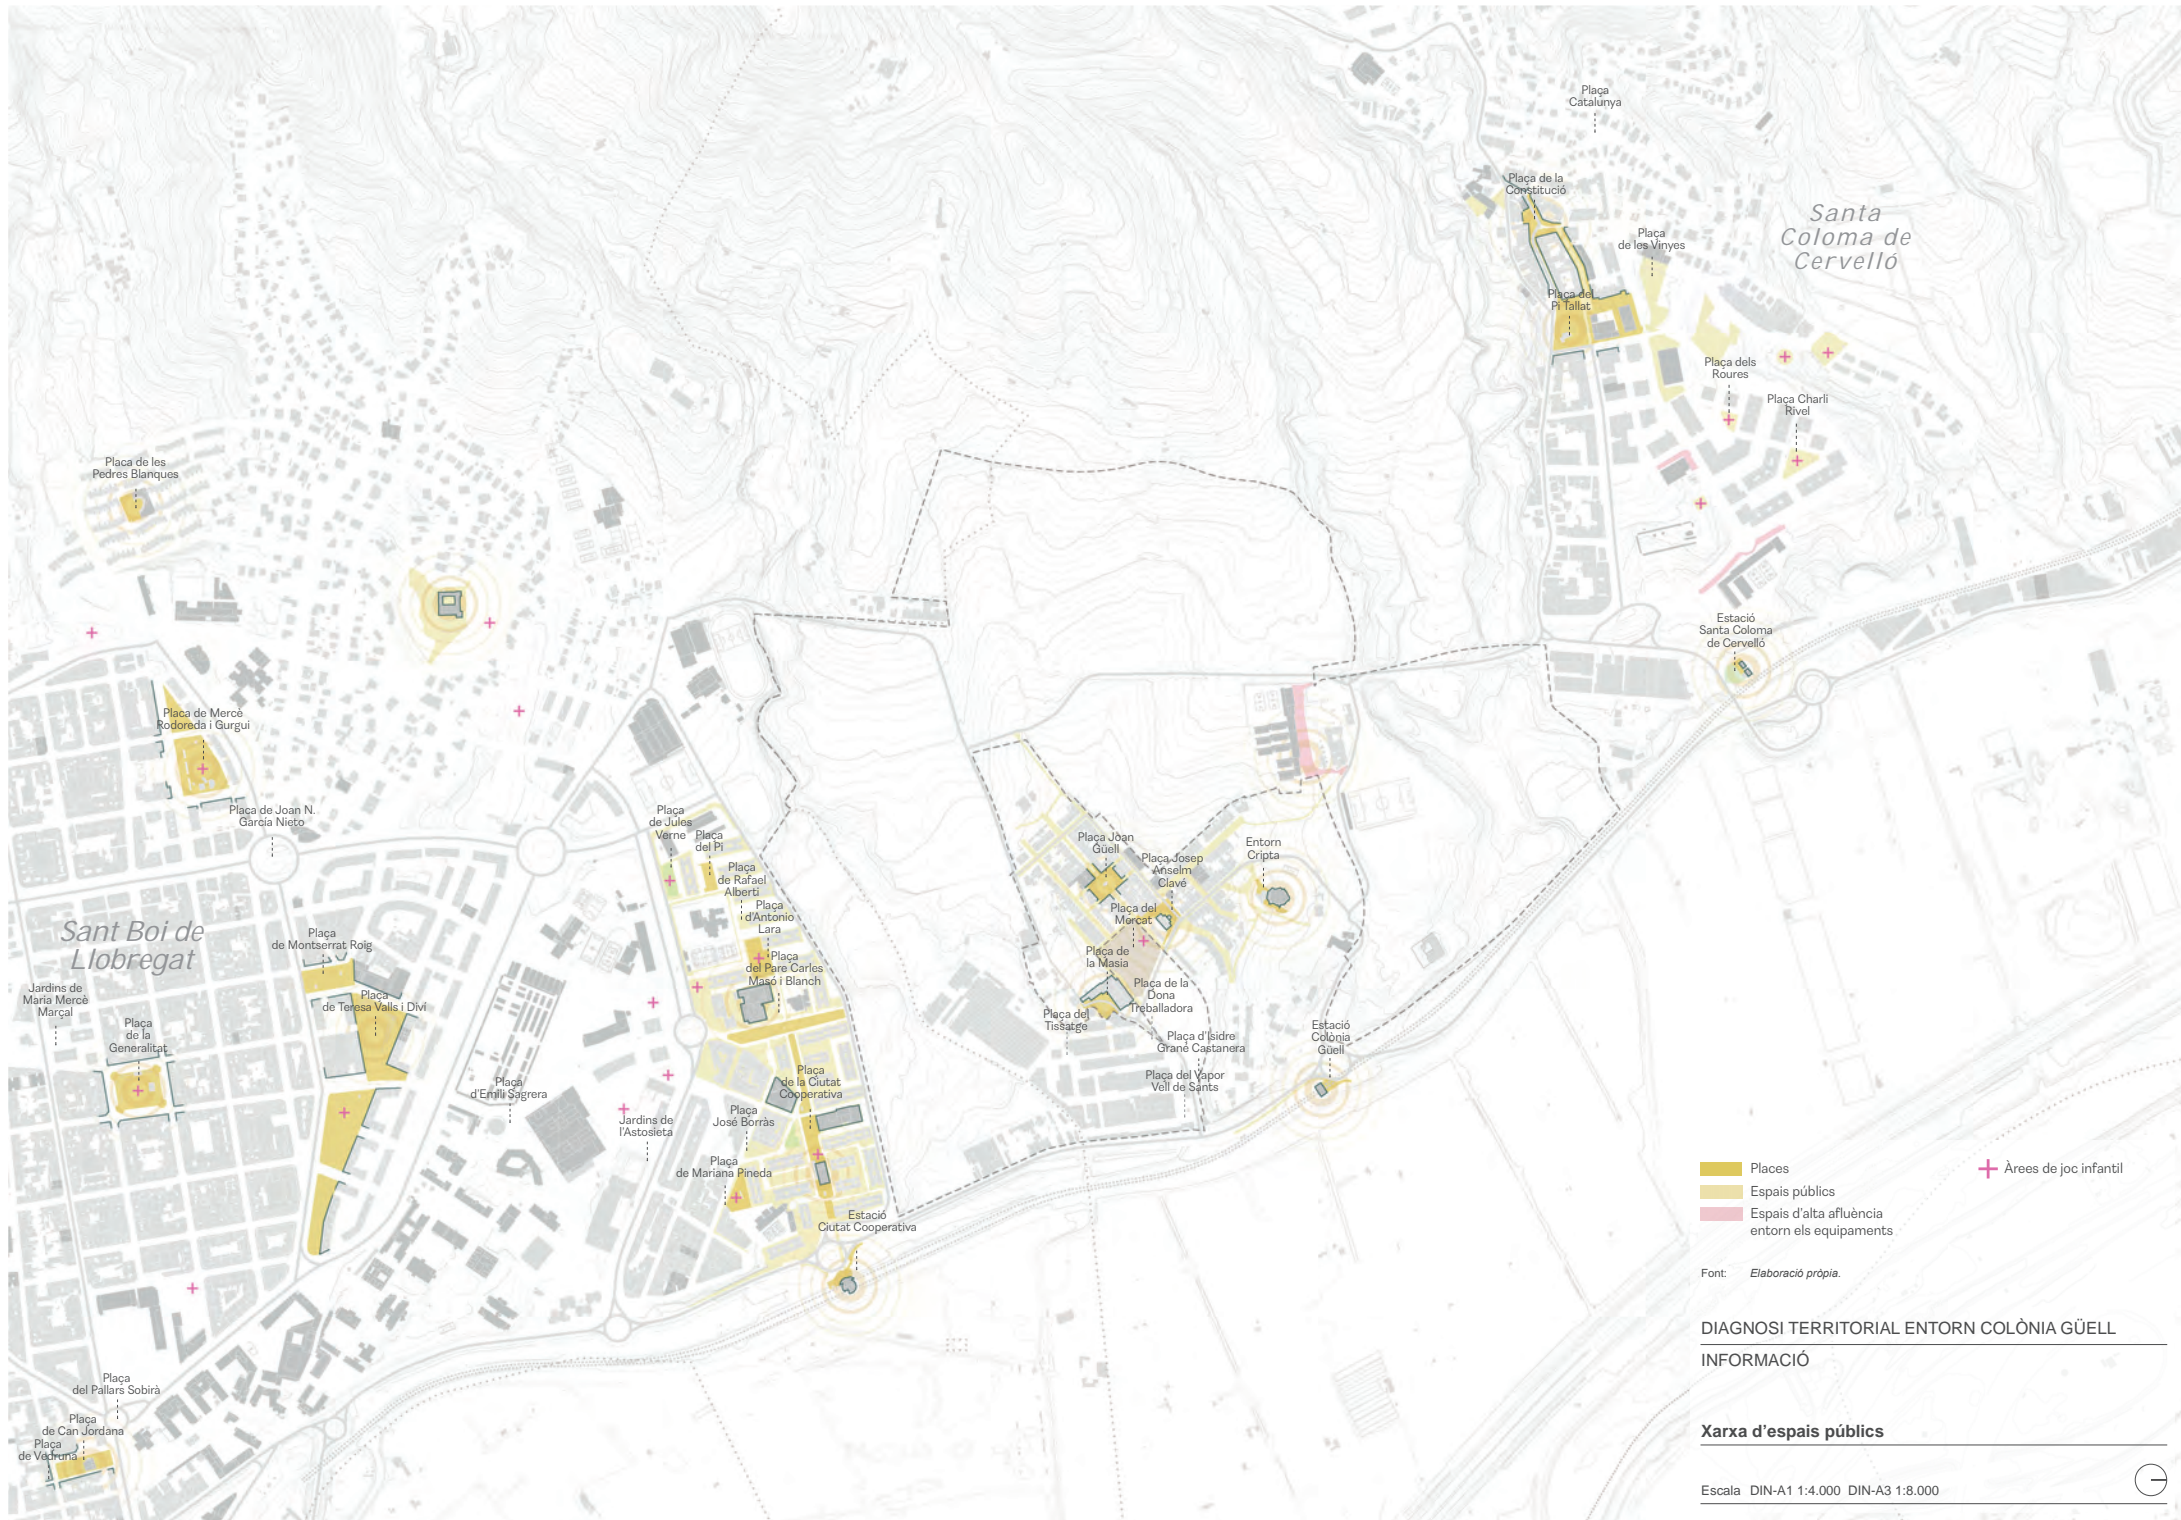 Plaça
Catalunya
Plaça de la
Constitució
Santa
Coloma de
Cervelló
Plaça
de les Vinyes
Plaça del
Pi Tallat
Plaça dels
Roures
Plaça Charli
Rivel
Placa de les
Pedres Blanques
Estació
Santa Coloma
de Cervelló
Placa de Mercè
Rodoreda i Gurgui
Plaça de Joan N.
García Nieto
Plaça
de Jules
Verne
Placa
del Pi
Plaça
de Rafael
Alberti
Plaça
d'Antonio
Lara
Plaça
del Pare Carles
Masó i Blanch
Plaça Joan
Güell
Plaça Josep
Anselm
Clavé
Entorn
Cripta
Plaça del
Mercat
Plaça de
la Masia
Plaça de la
Dona
Treballadora
Plaça del
Tissatge
Plaça d'Isidre
Grané Castanera
Plaça del Vapor
Vell de Sants
Estació
Colònia
Güell
Sant Boi de
Llobregat
Plaça
de Montserrat Roig
Jardins de
Maria Mercè
Marçal
Plaça
de la
Generalitat
Plaça
de Teresa Valls i Diví
Plaça
d'Emili Sagrera
Jardins de
l'Astosieta
Plaça
de la Ciutat
Cooperativa
Plaça
José Borràs
Plaça
de Mariana Pineda
Estació
Ciutat Cooperativa
Plaça
del Pallars Sobirà
Plaça
de Can Jordana
Plaça
de Vedruna
Places
Espais públics
Espais d'alta afluència
entorn els equipaments
Àrees de joc infantil
Font: Elaboració pròpia.
DIAGNOSI TERRITORIAL ENTORN COLÒNIA GÜELL
INFORMACIÓ
Xarxa d'espais públics
Escala DIN-A1 1:4.000 DIN-A3 1:8.000